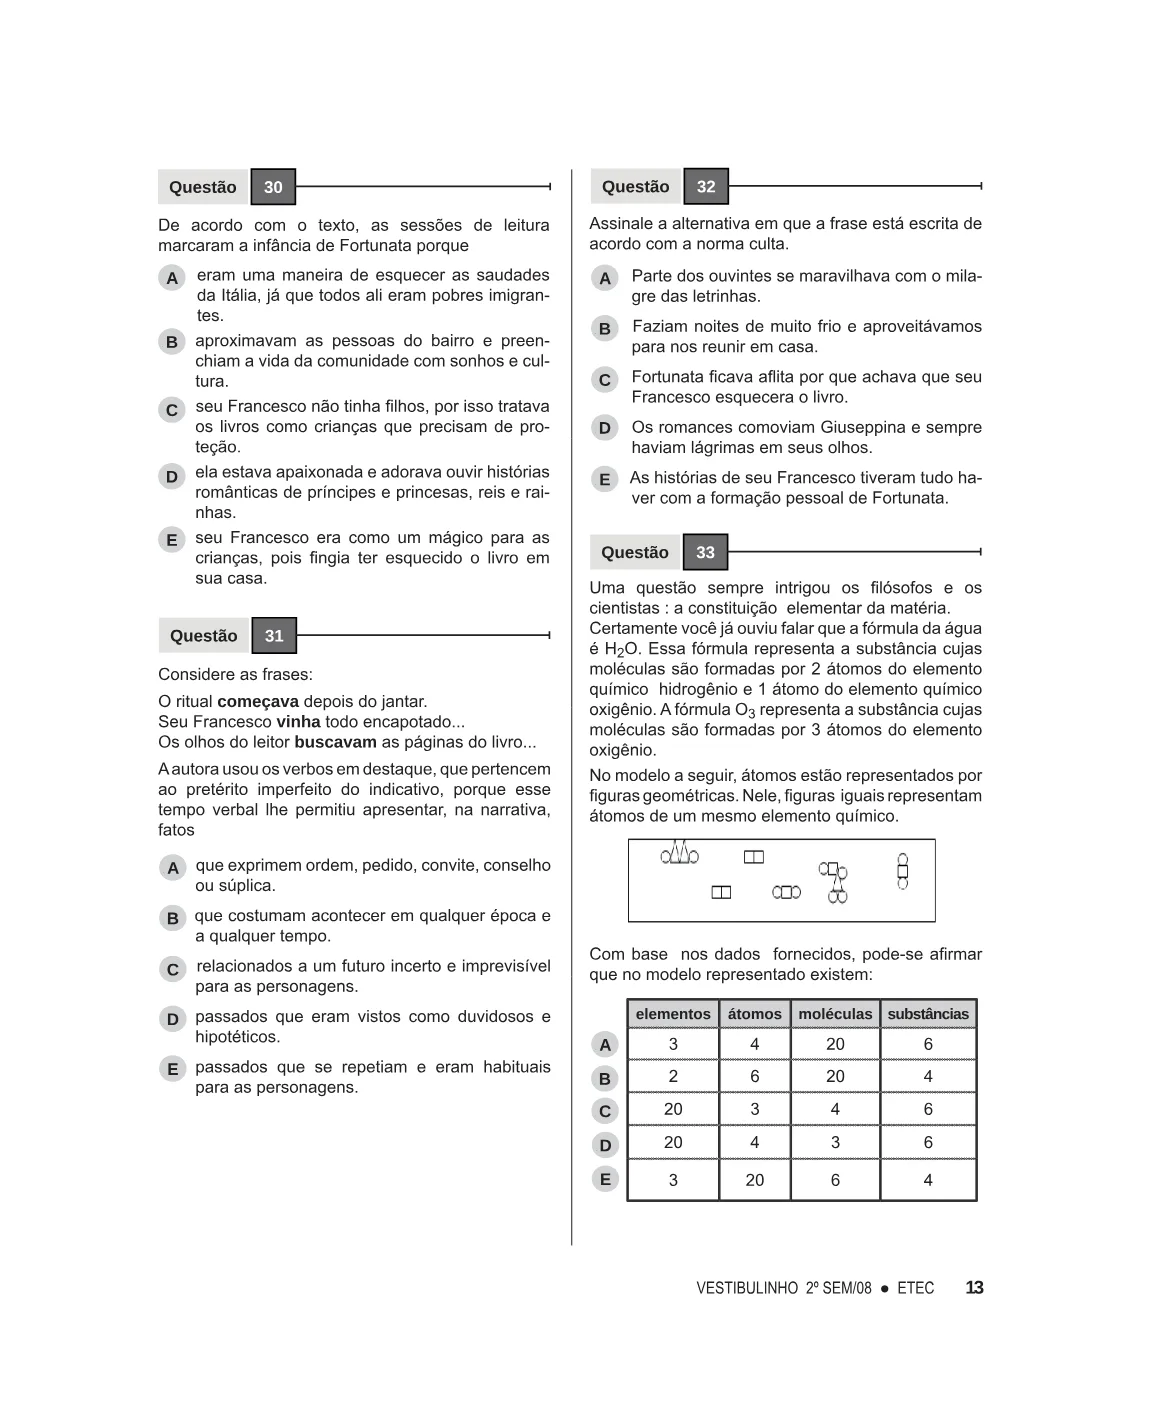 Questão 30
De acordo com o texto, as sessões de leitura
marcaram a infância de Fortunata porque
A eram uma maneira de esquecer as saudades
da Itália, já que todos ali eram pobres imigran-
tes.
B aproximavam as pessoas do bairro e preen-
chiam a vida da comunidade com sonhos e cul-
tura.
C seu Francesco não tinha filhos, por isso tratava
os livros como crianças que precisam de pro-
teção.
D ela estava apaixonada e adorava ouvir histórias
românticas de príncipes e princesas, reis e rai-
nhas.
E seu Francesco era como um mágico para as
crianças, pois fingia ter esquecido o livro em
sua casa.
Questão 31
Considere as frases:
O ritual começava depois do jantar.
Seu Francesco vinha todo encapotado...
Os olhos do leitor buscavam as páginas do livro...
A autora usou os verbos em destaque, que pertencem
ao pretérito imperfeito do indicativo, porque esse
tempo verbal lhe permitiu apresentar, na narrativa,
fatos
A que exprimem ordem, pedido, convite, conselho
ou súplica.
B que costumam acontecer em qualquer época e
a qualquer tempo.
C relacionados a um futuro incerto e imprevisível
para as personagens.
D passados que eram vistos como duvidosos e
hipotéticos.
E passados que se repetiam e eram habituais
para as personagens.
Questão 32
Assinale a alternativa em que a frase está escrita de
acordo com a norma culta.
A Parte dos ouvintes se maravilhava com o mila-
gre das letrinhas.
B Faziam noites de muito frio e aproveitávamos
para nos reunir em casa.
C Fortunata ficava aflita por que achava que seu
Francesco esquecera o livro.
D Os romances comoviam Giuseppina e sempre
haviam lágrimas em seus olhos.
E As histórias de seu Francesco tiveram tudo ha-
ver com a formação pessoal de Fortunata.
Questão 33
Uma questão sempre intrigou os filósofos e os
cientistas : a constituição elementar da matéria.
Certamente você já ouviu falar que a fórmula da água
é H2O. Essa fórmula representa a substância cujas
moléculas são formadas por 2 átomos do elemento
químico hidrogênio e 1 átomo do elemento químico
oxigênio. A fórmula O3 representa a substância cujas
moléculas são formadas por 3 átomos do elemento
oxigênio.
No modelo a seguir, átomos estão representados por
figuras geométricas. Nele, figuras iguais representam
átomos de um mesmo elemento químico.
Com base nos dados fornecidos, pode-se afirmar
que no modelo representado existem:
elementos átomos moléculas substâncias
A 3 4 20 6
B 2 6 20 4
C 20 3 4 6
D 20 4 3 6
E 3 20 6 4
VESTIBULINHO 2º SEM/08 ● ETEC 13